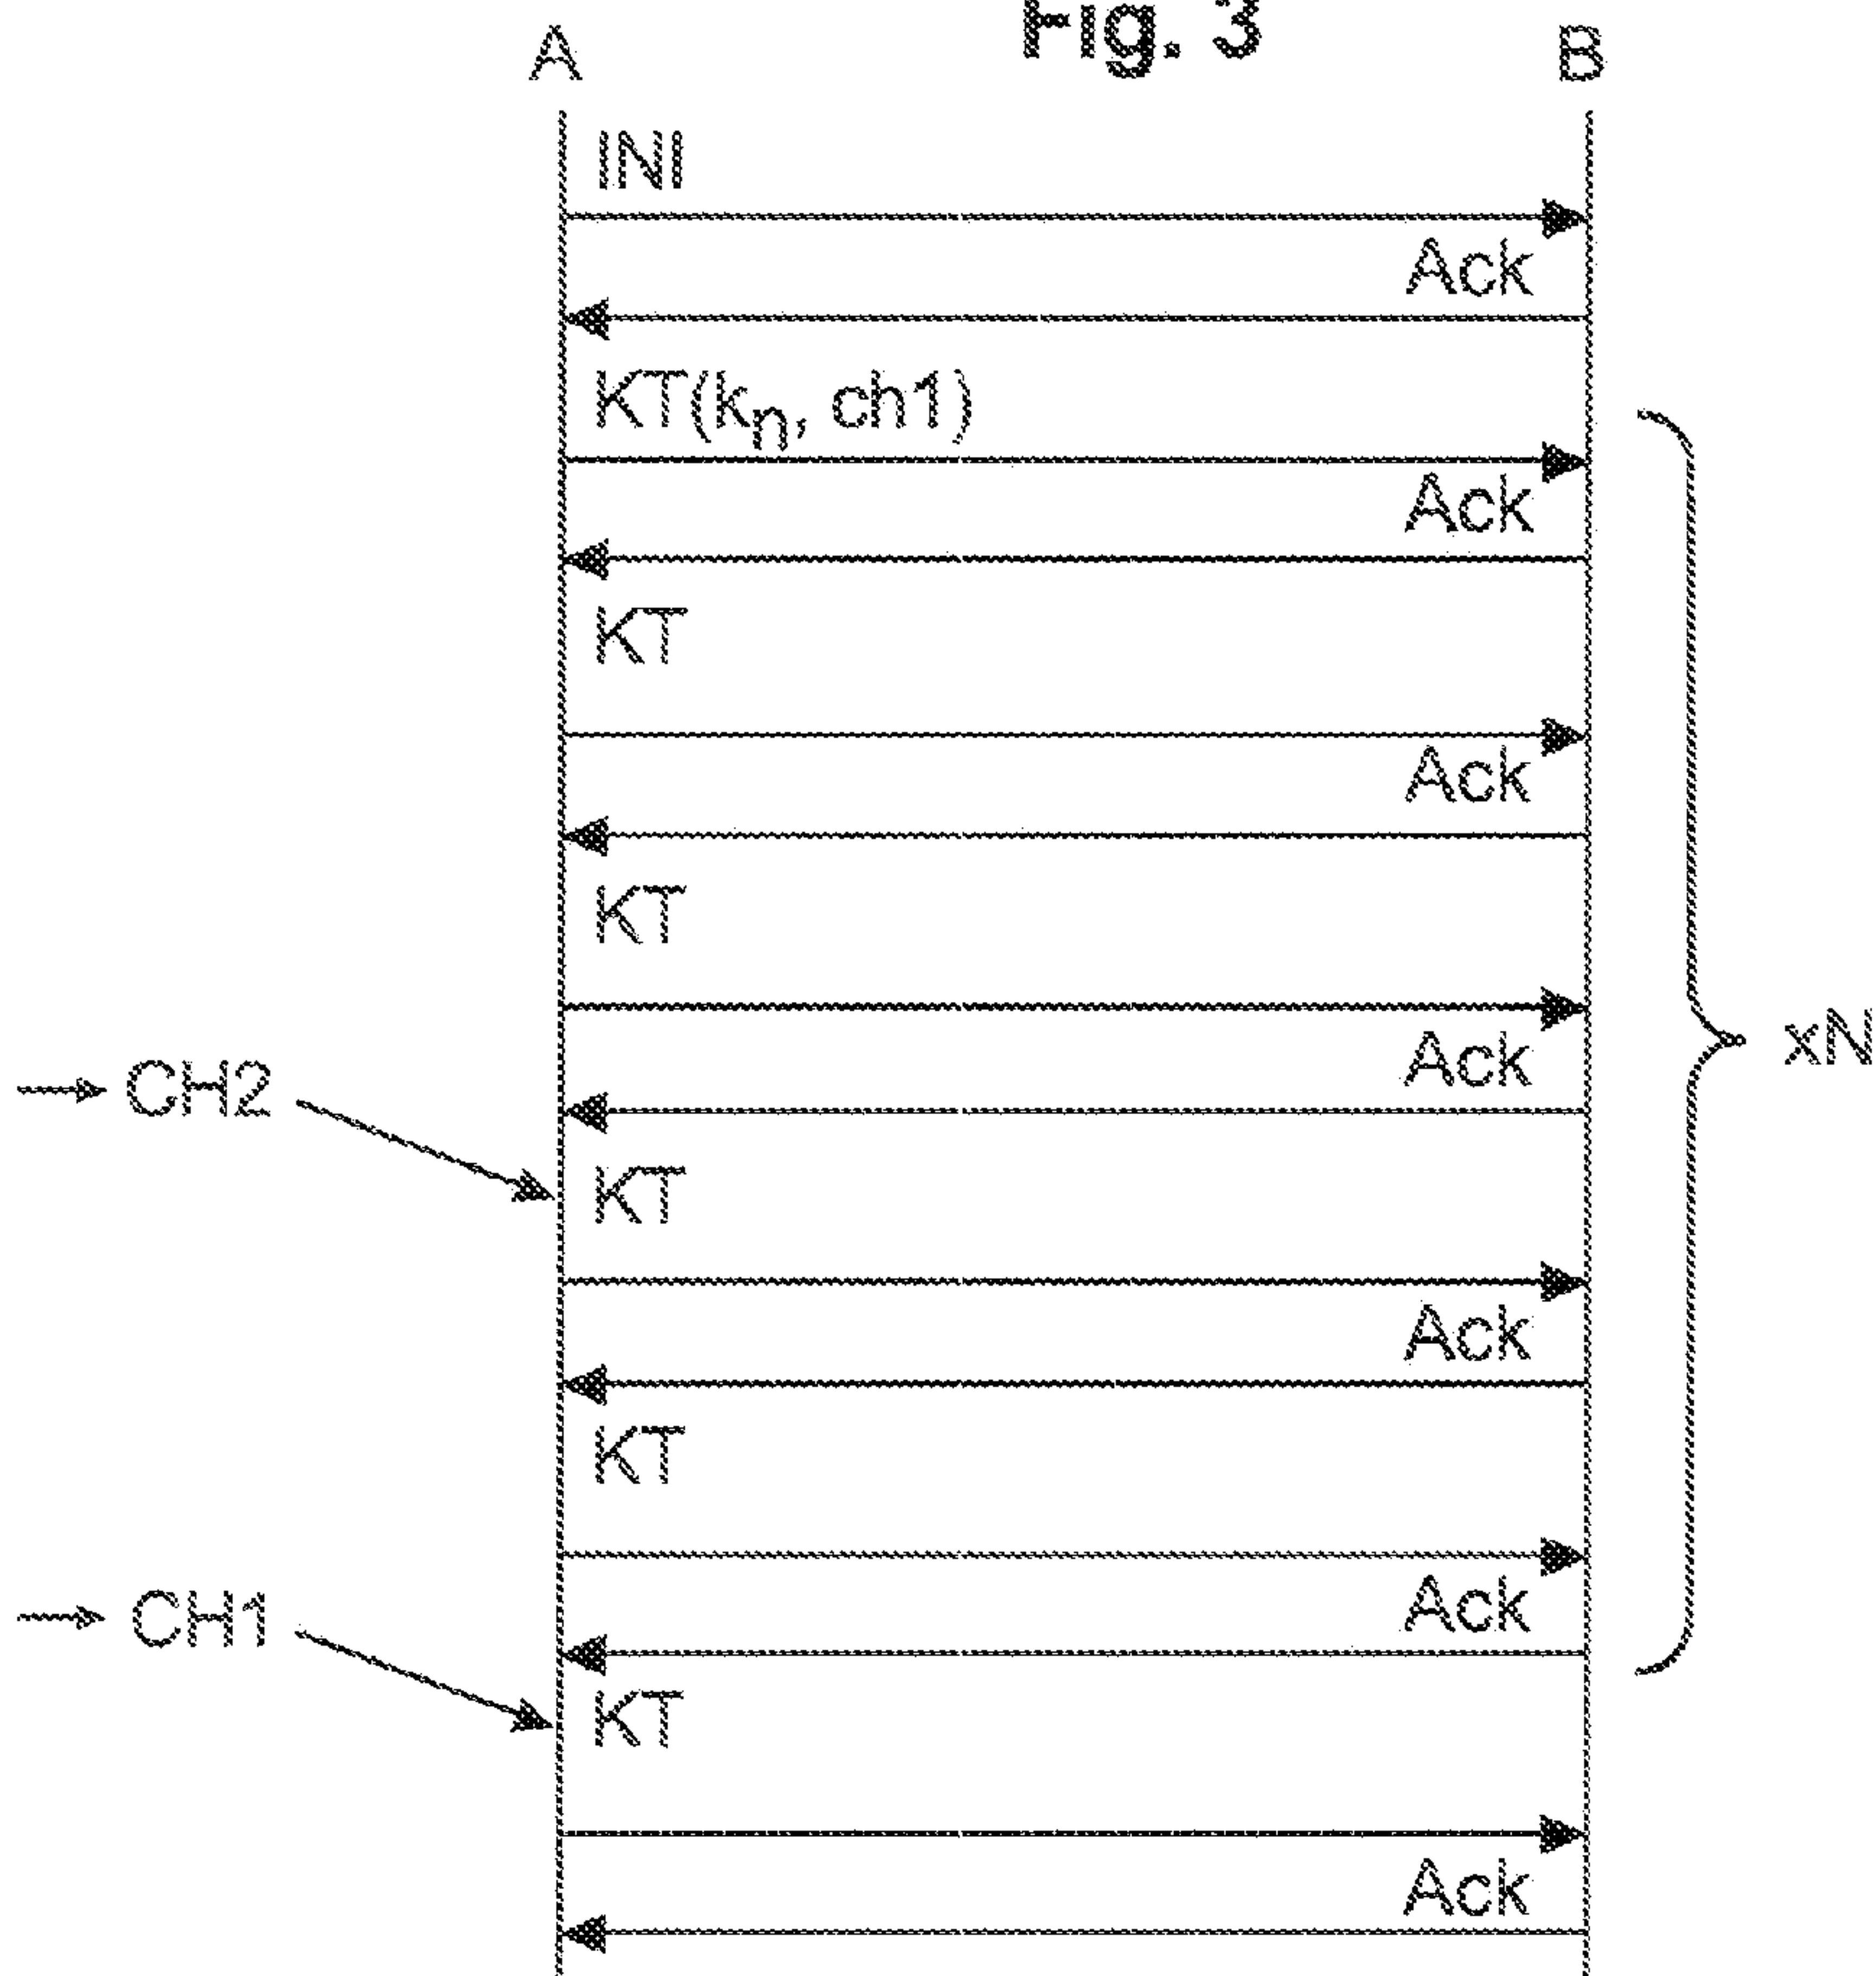 Fig. 3
A
B
INI
Ack
KT(kn, ch1)
Ack
KT
Ack
KT
Ack
xN
CH2
KT
Ack
KT
Ack
CH1
KT
Ack